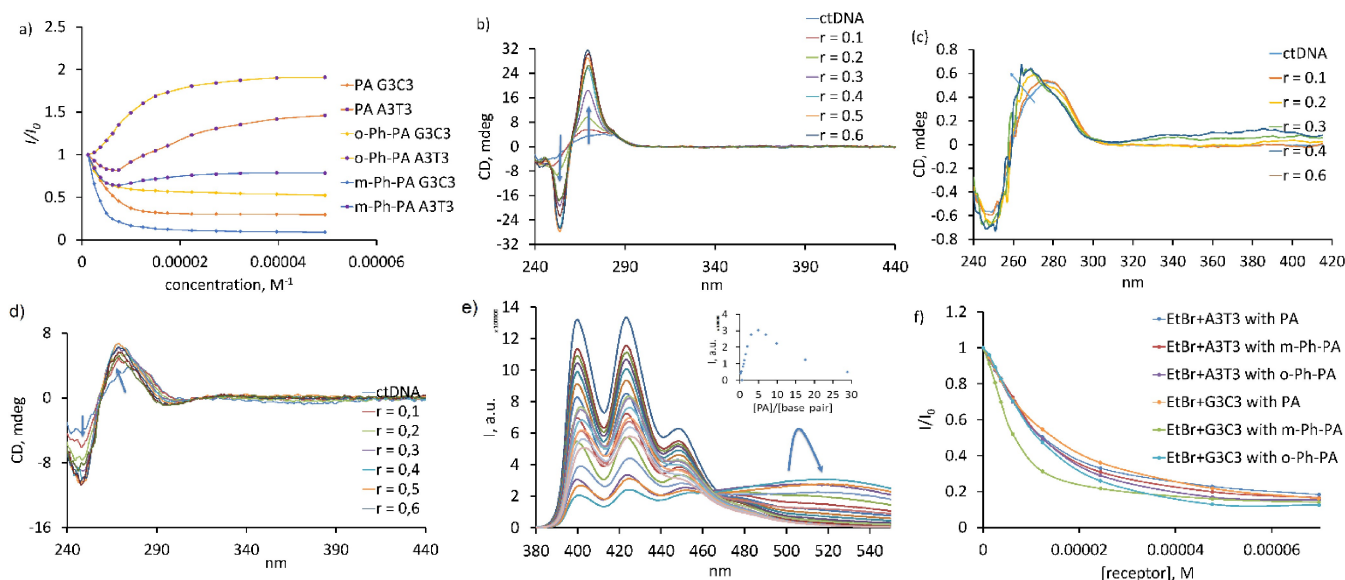 a)
I/I0
2
1.5
1
0.5
0
0 0.00002 0.00004 0.00006
concentration, M-1
PA G3C3
PA A3T3
o-Ph-PA G3C3
o-Ph-PA A3T3
m-Ph-PA G3C3
m-Ph-PA A3T3
b)
CD, mdeg
32
24
16
8
0
-8
-16
-24
-32
240 290 340 390 440
nm
ctDNA
r = 0.1
r = 0.2
r = 0.3
r = 0.4
r = 0.5
r = 0.6
(c)
CD, mdeg
0.8
0.6
0.4
0.2
0
-0.2
-0.4
-0.6
-0.8
240 260 280 300 320 340 360 380 400 420
nm
ctDNA
r = 0.1
r = 0.2
r = 0.3
r = 0.4
r = 0.6
d)
CD, mdeg
8
0
-8
-16
240 290 340 390 440
nm
ctDNA
r = 0,1
r = 0,2
r = 0,3
r = 0,4
r = 0,5
r = 0,6
e)
I, a.u.
14
13
12
11
10
9
8
7
6
5
4
3
2
1
0
380 400 420 440 460 480 500 520 540
nm
I, a.u.
4
3
2
1
0
0 5 10 15 20 25 30
[PA]/[base pair]
f)
I/I0
1.2
1
0.8
0.6
0.4
0.2
0
0 0.00002 0.00004 0.00006
[receptor], M
EtBr+A3T3 with PA
EtBr+A3T3 with m-Ph-PA
EtBr+A3T3 with o-Ph-PA
EtBr+G3C3 with PA
EtBr+G3C3 with m-Ph-PA
EtBr+G3C3 with o-Ph-PA